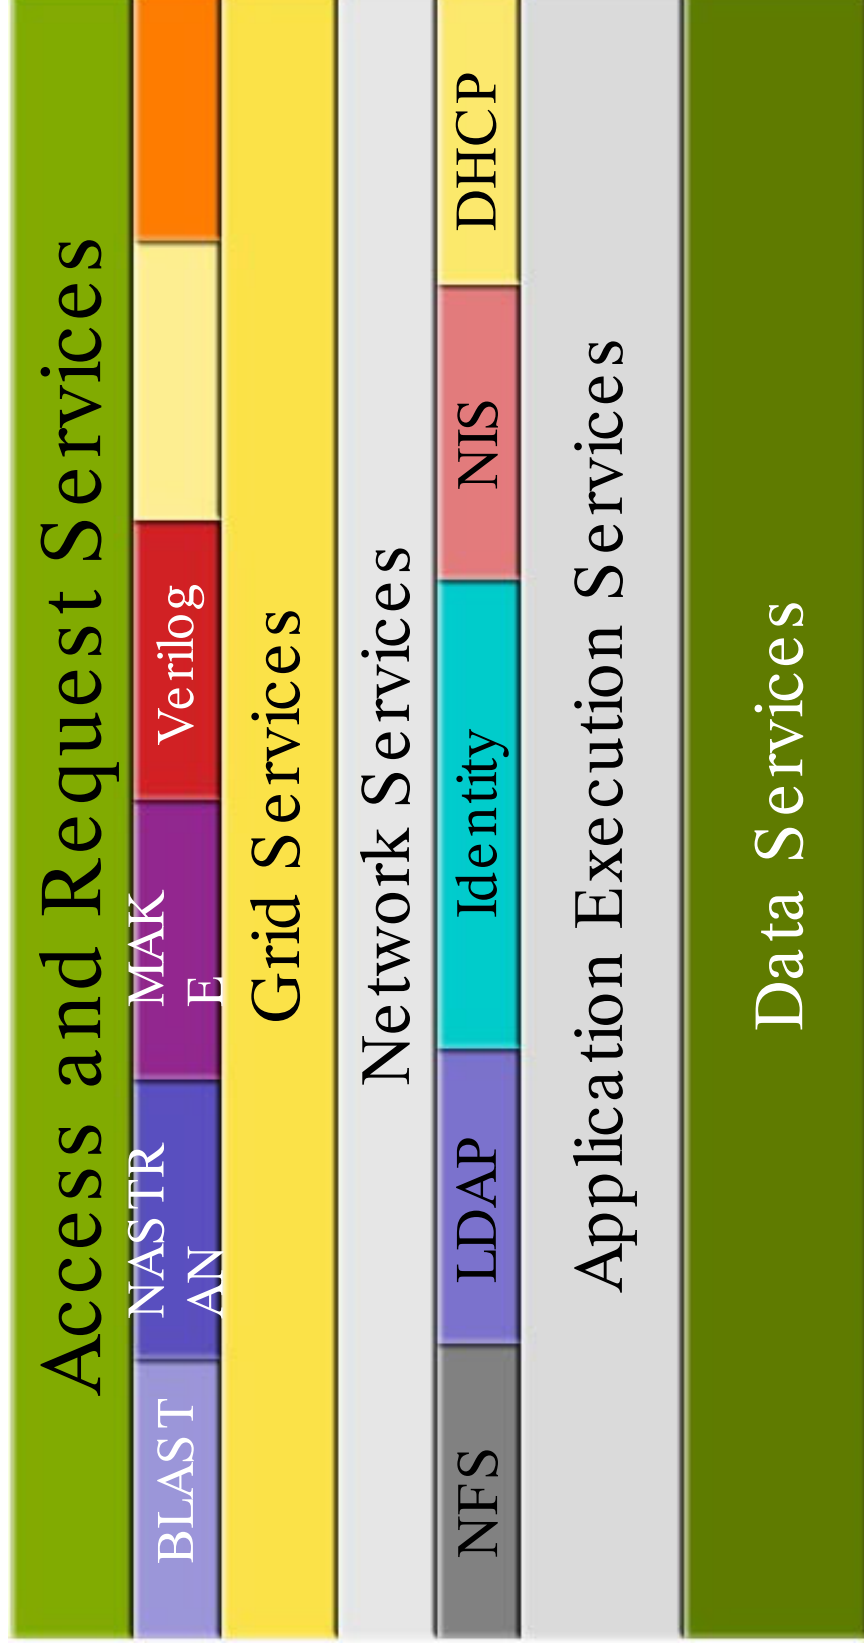 Access and Request Services
BLAST
NASTR
AN
MAK
E
Verilog
Grid Services
Network Services
NFS
LDAP
Identity
NIS
DHCP
Application Execution Services
Data Services